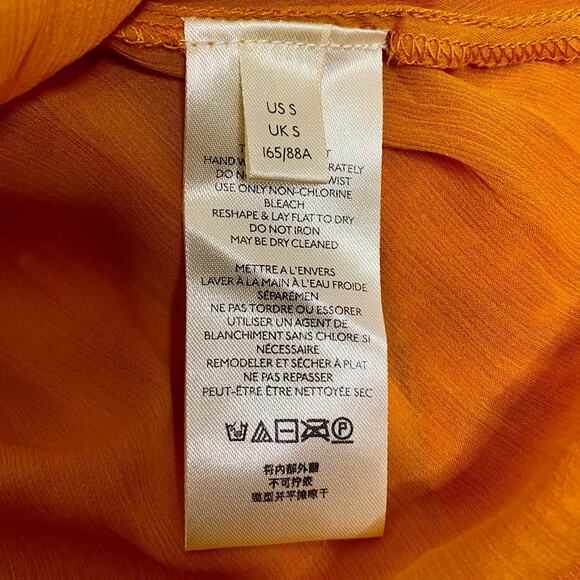 US S
UK S
165/88A
HAND W RATELY
DO NO WIST
USE ONLY NON-CHLORINE
BLEACH
RESHAPE & LAY FLAT TO DRY
DO NOT IRON
MAY BE DRY CLEANED
METTRE A L'ENVERS
LAVER À LA MAIN À L'EAU FROIDE
SÉPARÉMEN
NE PAS TORDRE OU ESSORER
UTILISER UN AGENT DE
BLANCHIMENT SANS CHLORE SI
NÉCESSAIRE
REMODELER ET SÉCHER À PLAT
NE PAS REPASSER
PEUT-ÊTRE ÊTRE NETTOYÉE SEC
P
将内部外翻
不可拧绞
整型并平摊晾干